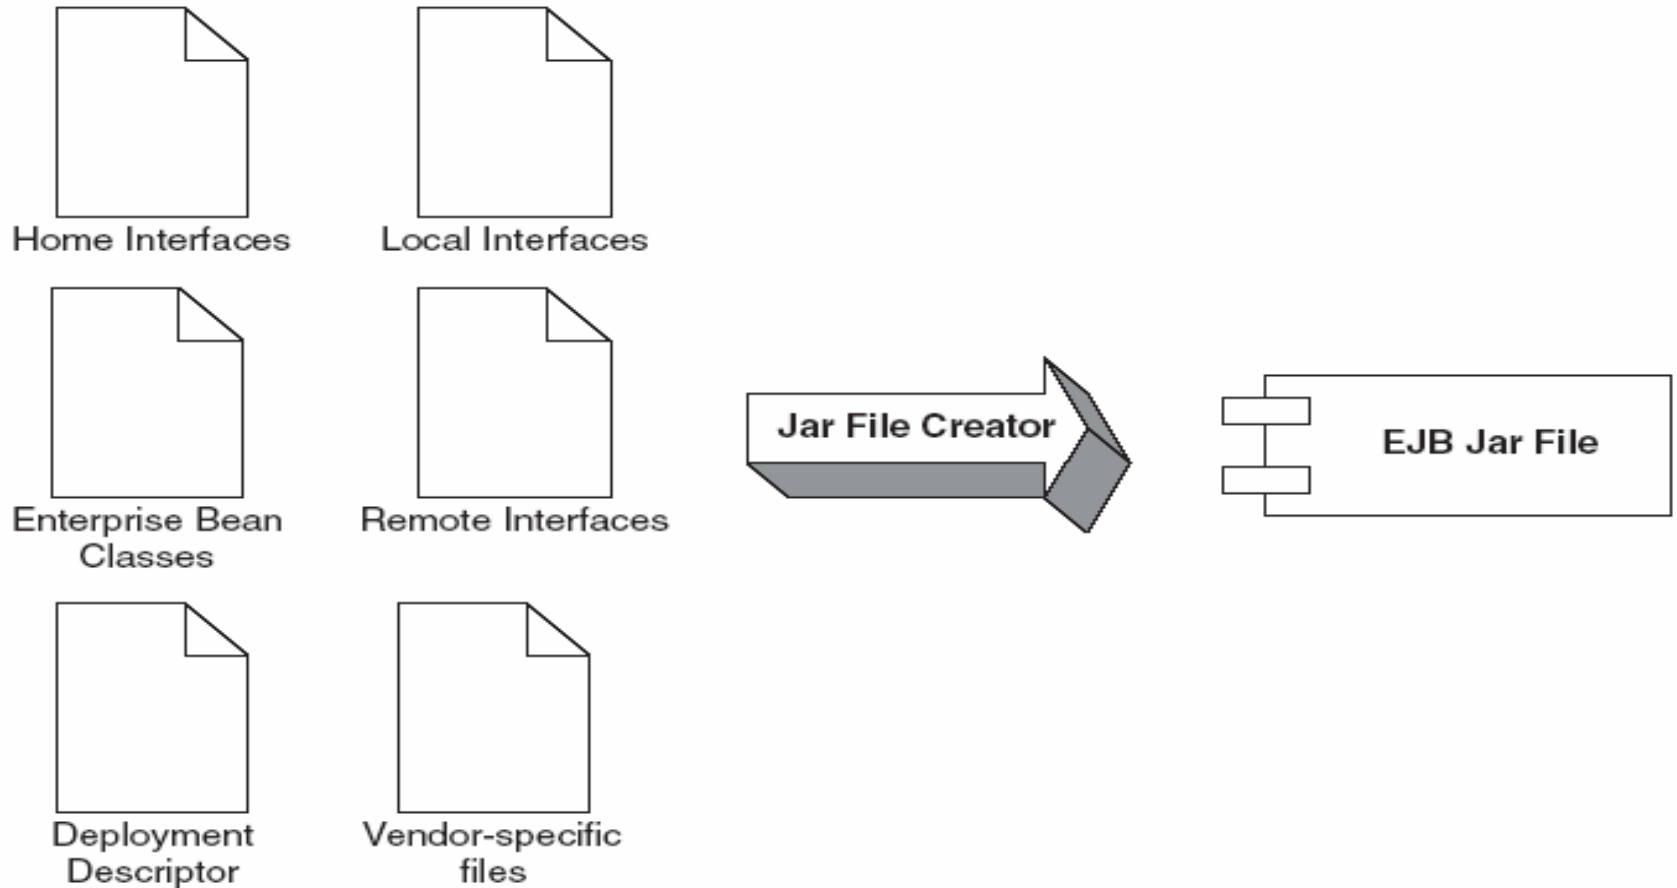 Home Interfaces
Local Interfaces
Enterprise Bean
Classes
Remote Interfaces
Jar File Creator
EJB Jar File
Deployment
Descriptor
Vendor-specific
files